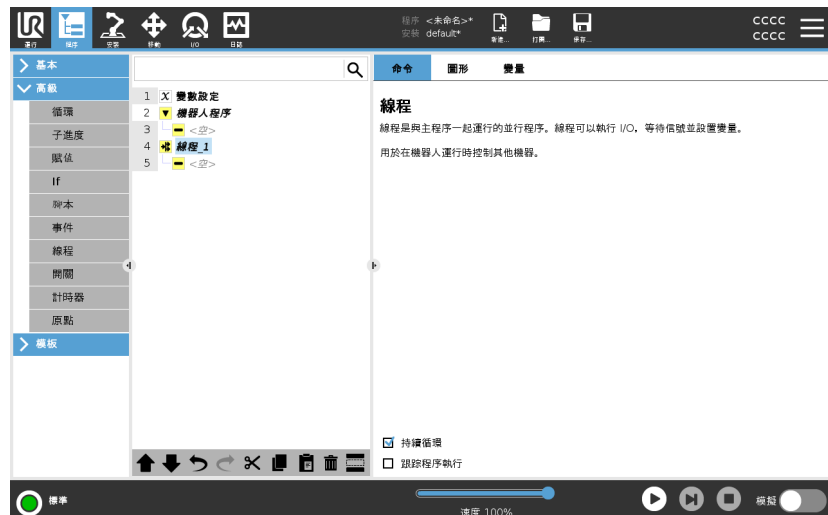 UR
運行
程序
安裝
移動
I/O
日誌
程序 <未命名>*
安裝 default*
新建...
打開...
保存...
cccc
cccc
基本
高級
循環
子進度
賦值
If
腳本
事件
線程
開關
計時器
原點
模板
1 X 變數設定
2 機器人程序
3 <空>
4 線程_1
5 <空>
命令 圖形 變量
線程
線程是與主程序一起運行的並行程序。線程可以執行 I/O，等待信號並設置變量。
用於在機器人運行時控制其他機器。
持續循環
跟踪程序執行
標準
速度 100%
模擬